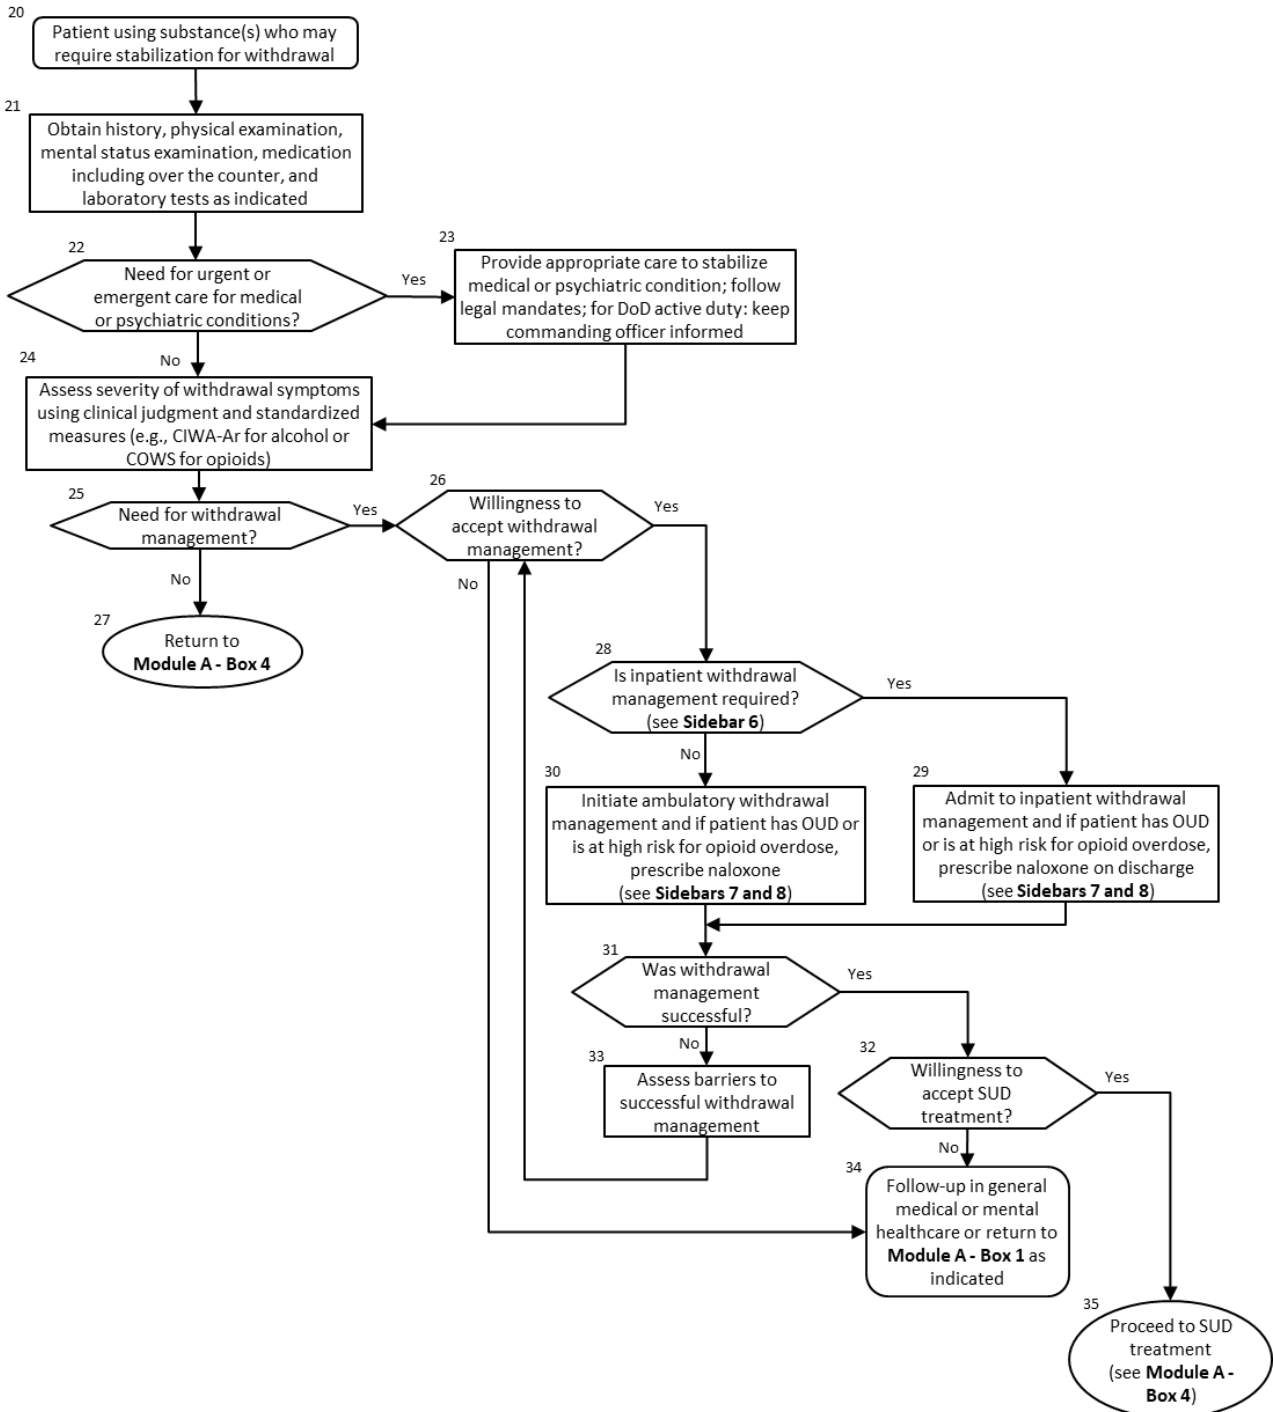 20
Patient using substance(s) who may
require stabilization for withdrawal
21
Obtain history, physical examination,
mental status examination, medication
including over the counter, and
laboratory tests as indicated
22
Need for urgent or
emergent care for medical
or psychiatric conditions?
Yes
23
Provide appropriate care to stabilize
medical or psychiatric condition; follow
legal mandates; for DoD active duty: keep
commanding officer informed
No
24
Assess severity of withdrawal symptoms
using clinical judgment and standardized
measures (e.g., CIWA-Ar for alcohol or
COWS for opioids)
25
Need for withdrawal
management?
Yes
26
Willingness to
accept withdrawal
management?
Yes
No
No
27
Return to
Module A - Box 4
28
Is inpatient withdrawal
management required?
(see Sidebar 6)
Yes
No
30
Initiate ambulatory withdrawal
management and if patient has OUD or
is at high risk for opioid overdose,
prescribe naloxone
(see Sidebars 7 and 8)
29
Admit to inpatient withdrawal
management and if patient has OUD
or is at high risk for opioid overdose,
prescribe naloxone on discharge
(see Sidebars 7 and 8)
31
Was withdrawal
management
successful?
Yes
No
33
Assess barriers to
successful withdrawal
management
32
Willingness to
accept SUD
treatment?
Yes
No
34
Follow-up in general
medical or mental
healthcare or return to
Module A - Box 1 as
indicated
35
Proceed to SUD
treatment
(see Module A -
Box 4)